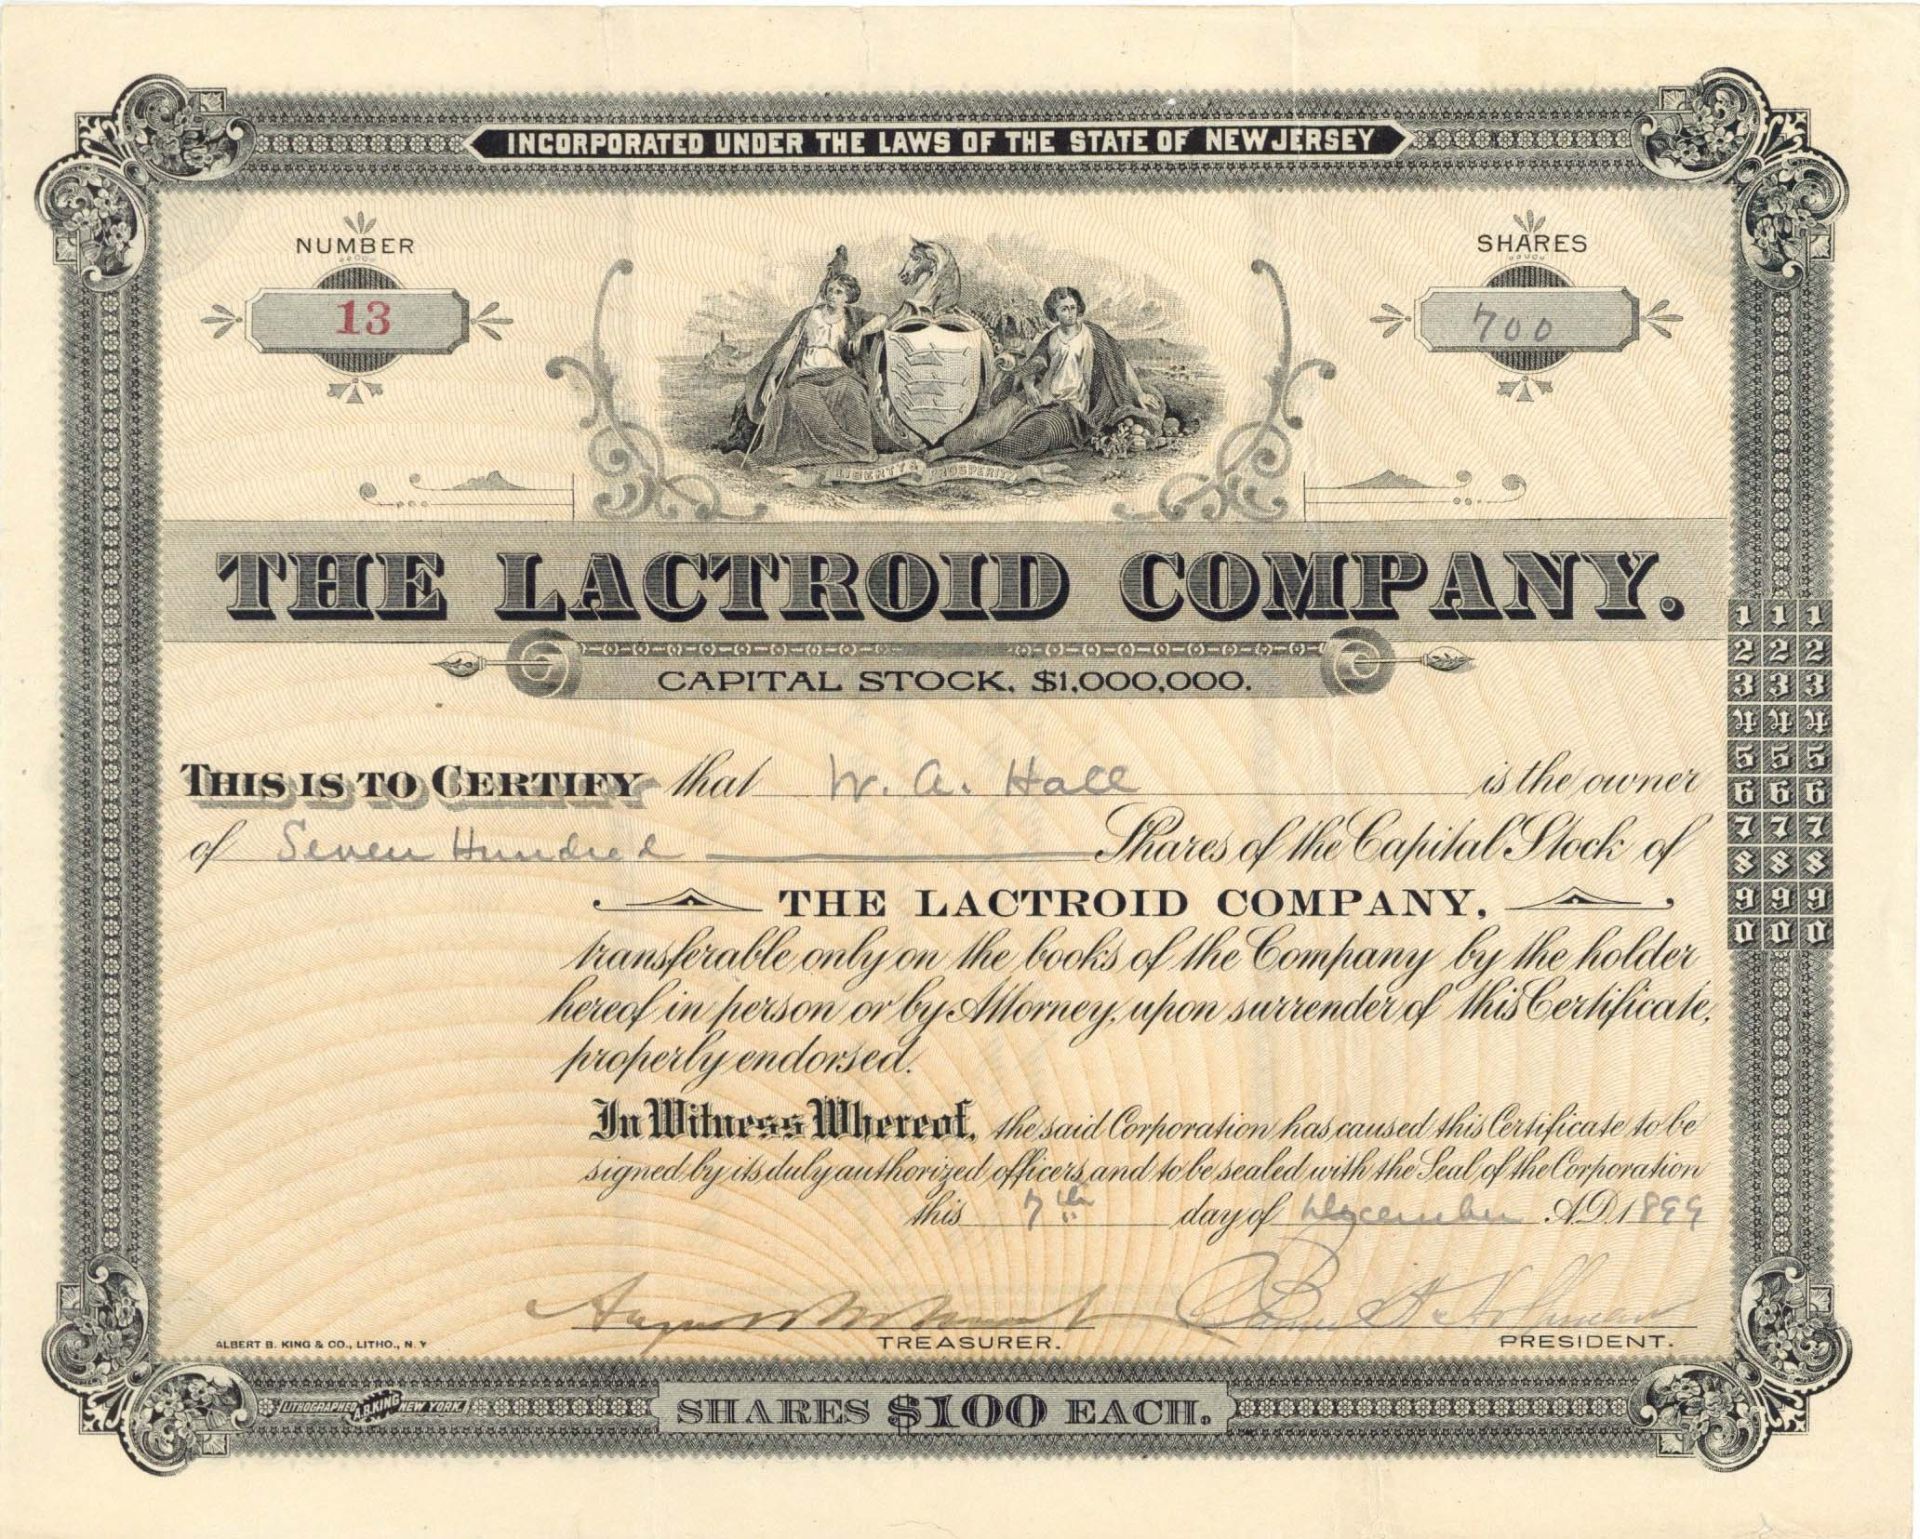 INCORPORATED UNDER THE LAWS OF THE STATE OF NEW JERSEY
NUMBER
13
SHARES
700
LIBERTY & PROSPERITY
THE LACTROID COMPANY.
CAPITAL STOCK, $1,000,000.
THIS IS TO CERTIFY that W. A. Hall is the owner
of Seven Hundred Shares of the Capital Stock of
THE LACTROID COMPANY,
transferable only on the books of the Company by the holder
hereof in person or by Attorney, upon surrender of this Certificate,
properly endorsed.
In Witness Whereof, the said Corporation has caused this Certificate to be
signed by its duly authorized officers and to be sealed with the Seal of the Corporation
this 7th day of December A.D. 1899
TREASURER.
PRESIDENT.
ALBERT B. KING & CO., LITHO., N. Y
LITHOGRAPHED A.B. KING NEW YORK.
SHARES $100 EACH.
1 1 1
2 2 2
3 3 3
4 4 4
5 5 5
6 6 6
7 7 7
8 8 8
9 9 9
0 0 0